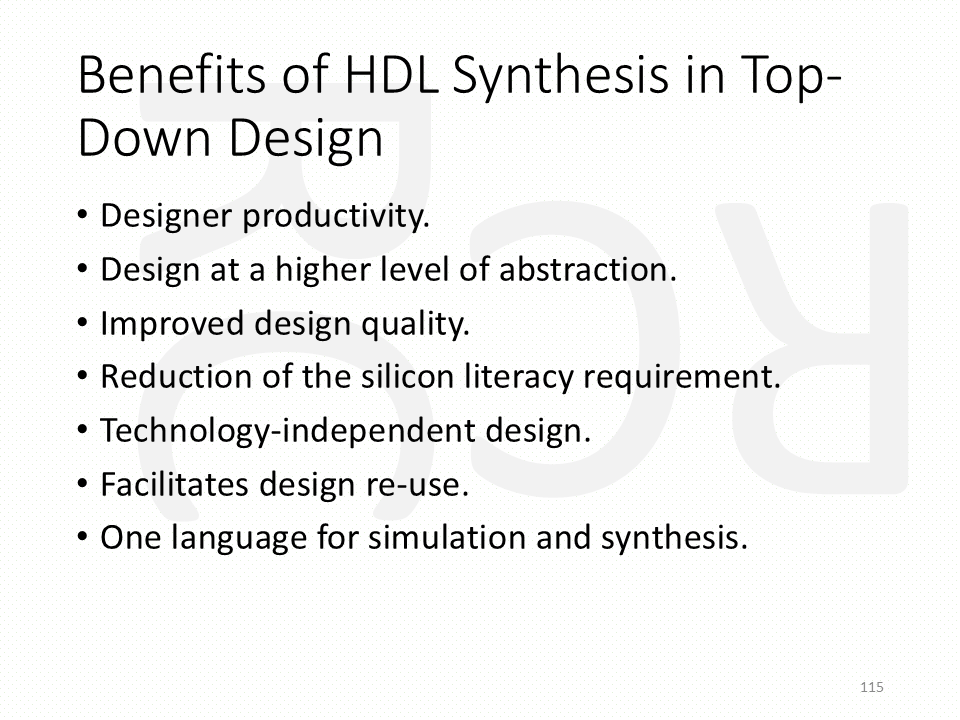 Benefits of HDL Synthesis in Top-
Down Design
• Designer productivity.
• Design at a higher level of abstraction.
• Improved design quality.
• Reduction of the silicon literacy requirement.
• Technology-independent design.
• Facilitates design re-use.
• One language for simulation and synthesis.
115